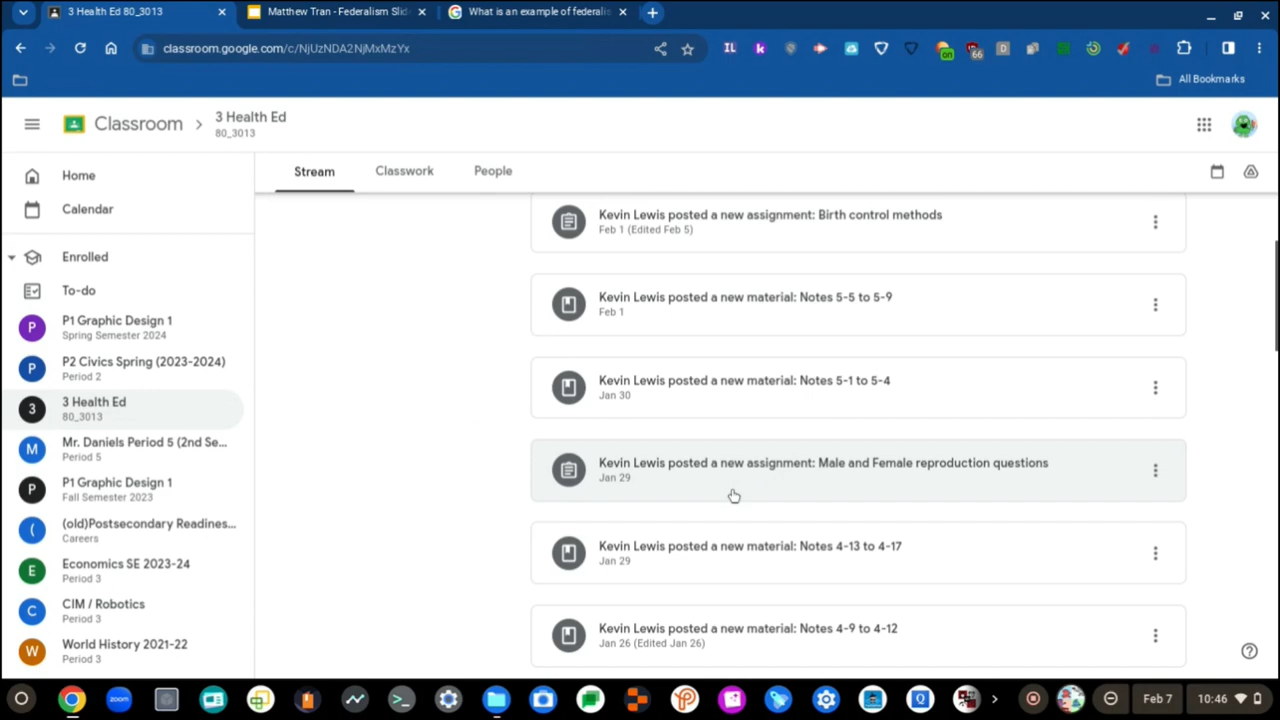 3 Health Ed 80_3013
Matthew Tran - Federalism Slid
What is an example of federalis
classroom.google.com/c/NjUzNDA2NjMxMzYx
IL
k
on
66
D
All Bookmarks
Classroom
3 Health Ed
80_3013
Home
Calendar
Enrolled
To-do
P
P1 Graphic Design 1
Spring Semester 2024
P
P2 Civics Spring (2023-2024)
Period 2
3
3 Health Ed
80_3013
M
Mr. Daniels Period 5 (2nd Se...
Period 5
P
P1 Graphic Design 1
Fall Semester 2023
(
(old)Postsecondary Readines...
Careers
E
Economics SE 2023-24
Period 3
C
CIM / Robotics
Period 3
W
World History 2021-22
Period 3
Stream
Classwork
People
Kevin Lewis posted a new assignment: Birth control methods
Feb 1 (Edited Feb 5)
Kevin Lewis posted a new material: Notes 5-5 to 5-9
Feb 1
Kevin Lewis posted a new material: Notes 5-1 to 5-4
Jan 30
Kevin Lewis posted a new assignment: Male and Female reproduction questions
Jan 29
Kevin Lewis posted a new material: Notes 4-13 to 4-17
Jan 29
Kevin Lewis posted a new material: Notes 4-9 to 4-12
Jan 26 (Edited Jan 26)
zoom
Q
Feb 7
10:46